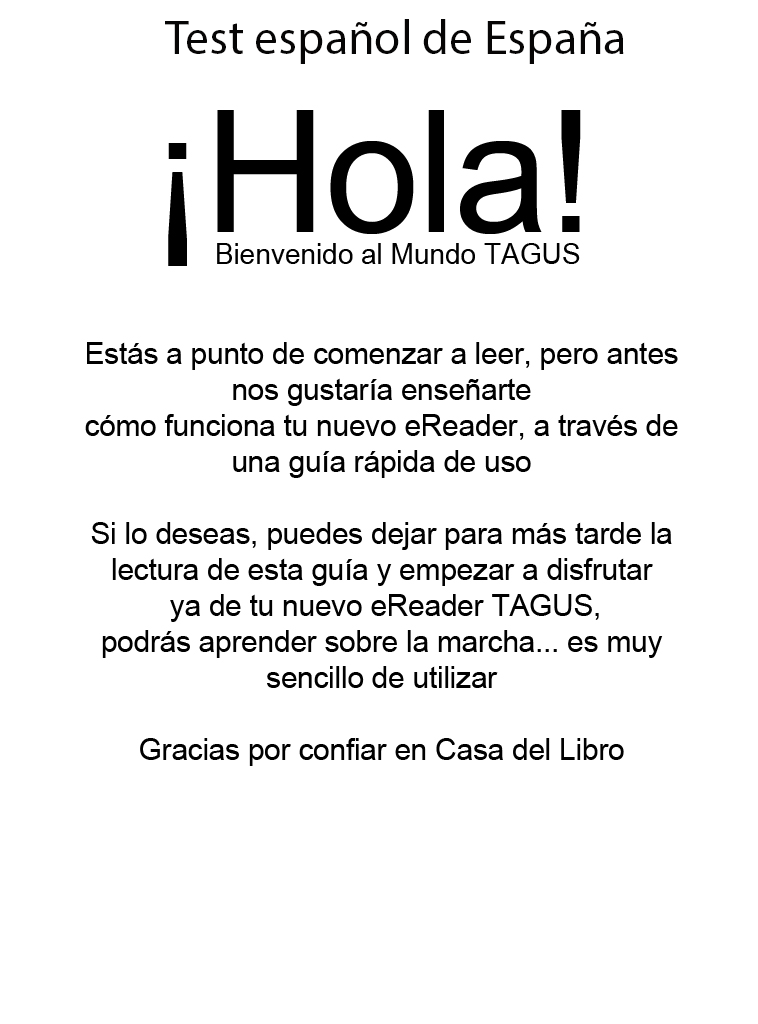 Test español de España
¡Hola!
Bienvenido al Mundo TAGUS
Estás a punto de comenzar a leer, pero antes
nos gustaría enseñarte
cómo funciona tu nuevo eReader, a través de
una guía rápida de uso
Si lo deseas, puedes dejar para más tarde la
lectura de esta guía y empezar a disfrutar
ya de tu nuevo eReader TAGUS,
podrás aprender sobre la marcha... es muy
sencillo de utilizar
Gracias por confiar en Casa del Libro